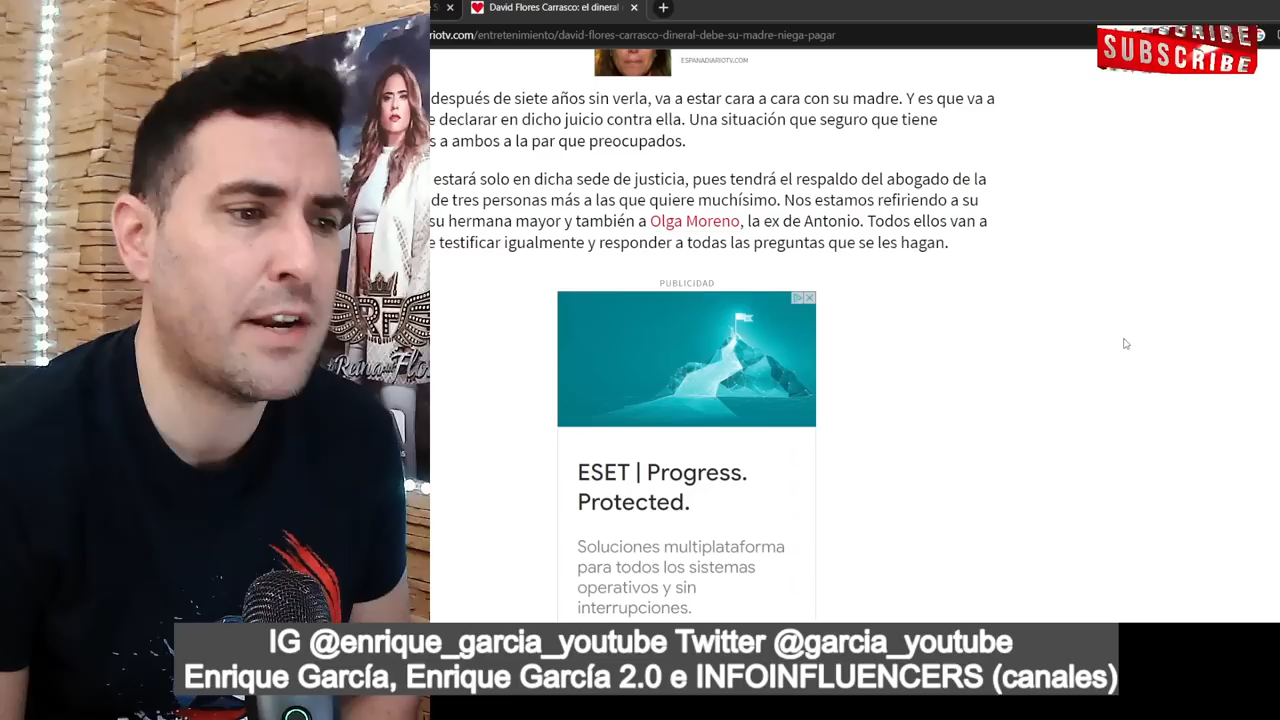 David Flores Carrasco: el dineral
riotv.com/entretenimiento/david-flores-carrasco-dineral-debe-su-madre-niega-pagar
SUBSCRIBE
ESPANADIARIOTV.COM
después de siete años sin verla, va a estar cara a cara con su madre. Y es que va a
e declarar en dicho juicio contra ella. Una situación que seguro que tiene
s a ambos a la par que preocupados.
estará solo en dicha sede de justicia, pues tendrá el respaldo del abogado de la
de tres personas más a las que quiere muchísimo. Nos estamos refiriendo a su
su hermana mayor y también a Olga Moreno, la ex de Antonio. Todos ellos van a
e testificar igualmente y responder a todas las preguntas que se les hagan.
PUBLICIDAD
ESET | Progress.
Protected.
Soluciones multiplataforma
para todos los sistemas
operativos y sin
interrupciones.
RF
Reina
Flo
IG @enrique_garcia_youtube Twitter @garcia_youtube
Enrique García, Enrique García 2.0 e INFOINFLUENCERS (canales)